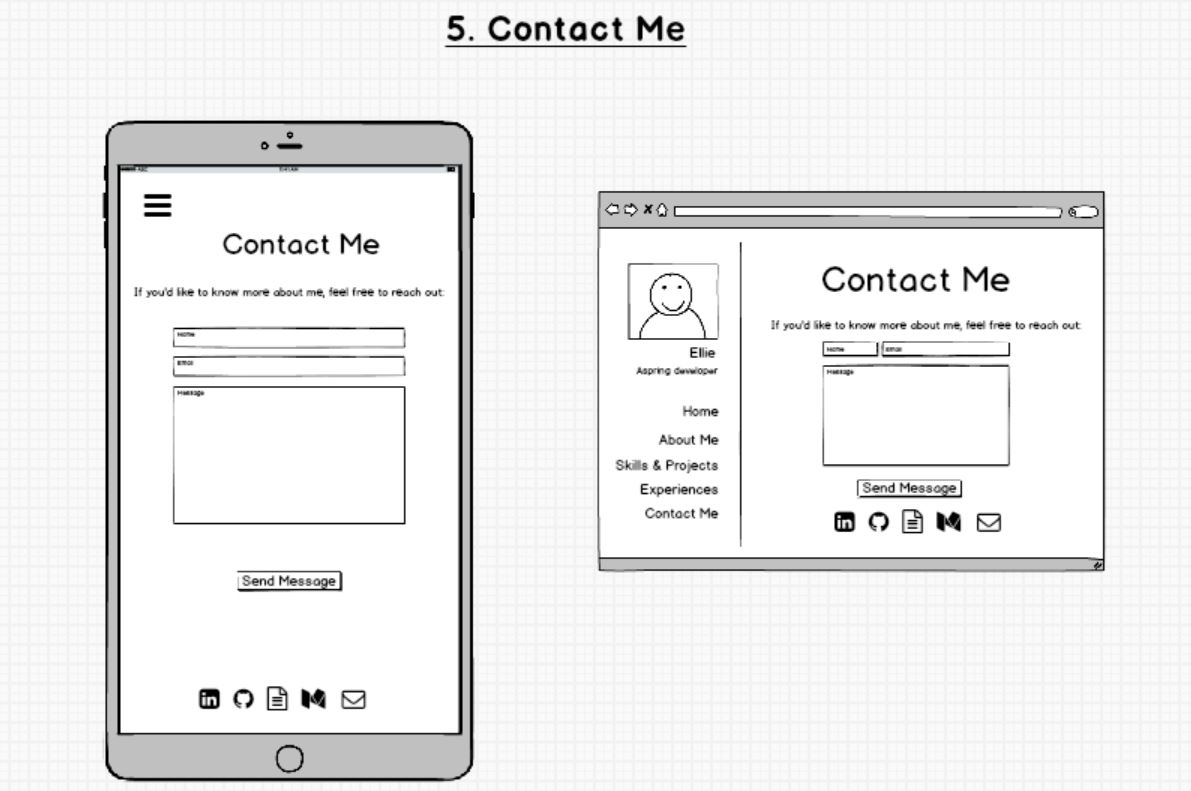 5. Contact Me
Contact Me
If you'd like to know more about me, feel free to reach out:
Name
Email
Message
Send Message
in
Contact Me
If you'd like to know more about me, feel free to reach out:
Name
Email
Message
Send Message
in
Ellie
Aspring developer
Home
About Me
Skills & Projects
Experiences
Contact Me